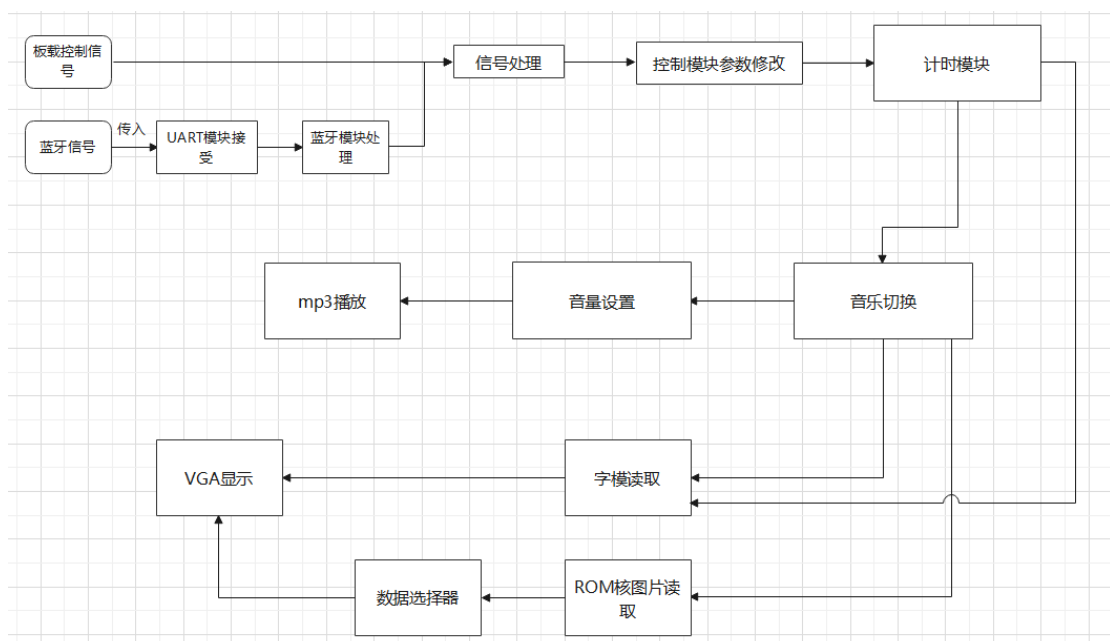 板载控制信
号
信号处理
控制模块参数修改
计时模块
蓝牙信号
传入
UART模块接
受
蓝牙模块处
理
mp3播放
音量设置
音乐切换
VGA显示
字模读取
数据选择器
ROM核图片读
取